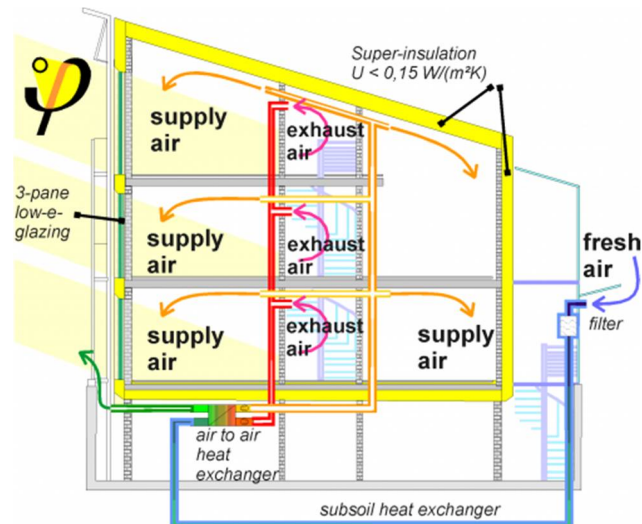 Super-insulation
U < 0,15 W/(m²K)
supply
air
exhaust
air
3-pane
low-e-
glazing
supply
air
exhaust
air
fresh
air
supply
air
exhaust
air
supply
air
filter
air to air
heat
exchanger
subsoil heat exchanger